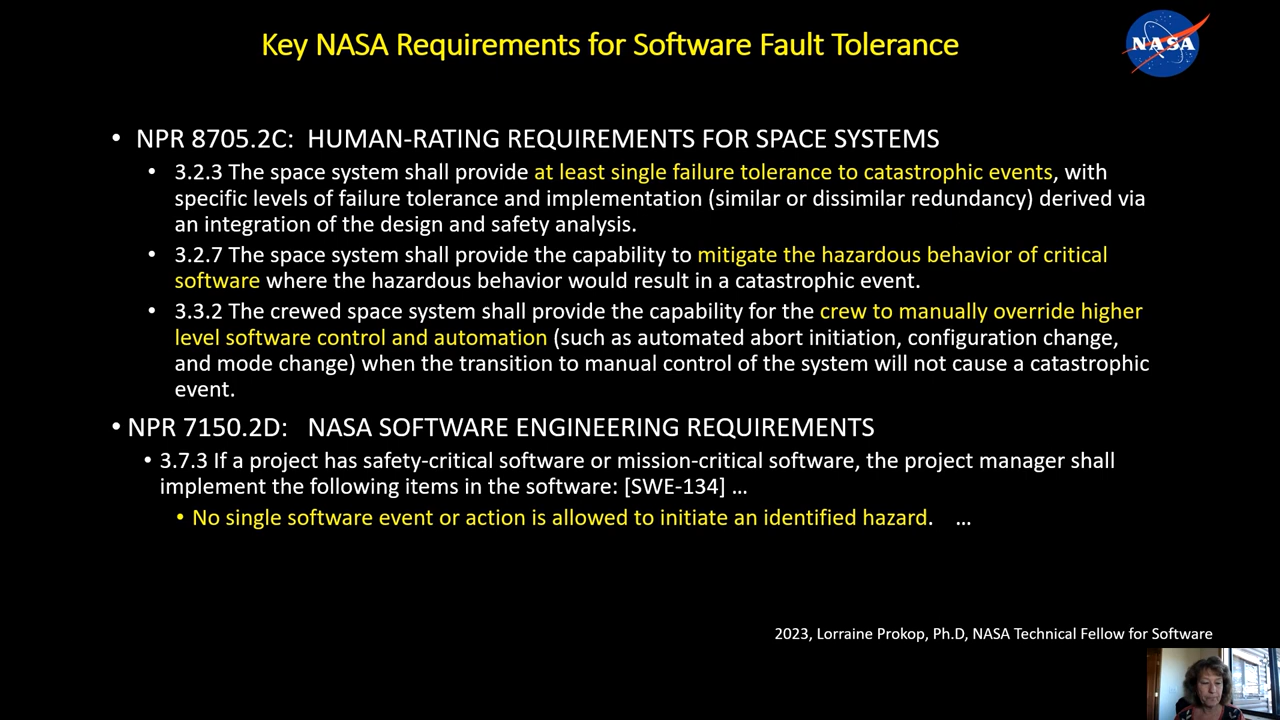 Key NASA Requirements for Software Fault Tolerance
NASA
• NPR 8705.2C: HUMAN-RATING REQUIREMENTS FOR SPACE SYSTEMS
• 3.2.3 The space system shall provide at least single failure tolerance to catastrophic events, with
specific levels of failure tolerance and implementation (similar or dissimilar redundancy) derived via
an integration of the design and safety analysis.
• 3.2.7 The space system shall provide the capability to mitigate the hazardous behavior of critical
software where the hazardous behavior would result in a catastrophic event.
• 3.3.2 The crewed space system shall provide the capability for the crew to manually override higher
level software control and automation (such as automated abort initiation, configuration change,
and mode change) when the transition to manual control of the system will not cause a catastrophic
event.
• NPR 7150.2D: NASA SOFTWARE ENGINEERING REQUIREMENTS
• 3.7.3 If a project has safety-critical software or mission-critical software, the project manager shall
implement the following items in the software: [SWE-134] …
• No single software event or action is allowed to initiate an identified hazard. …
2023, Lorraine Prokop, Ph.D, NASA Technical Fellow for Software